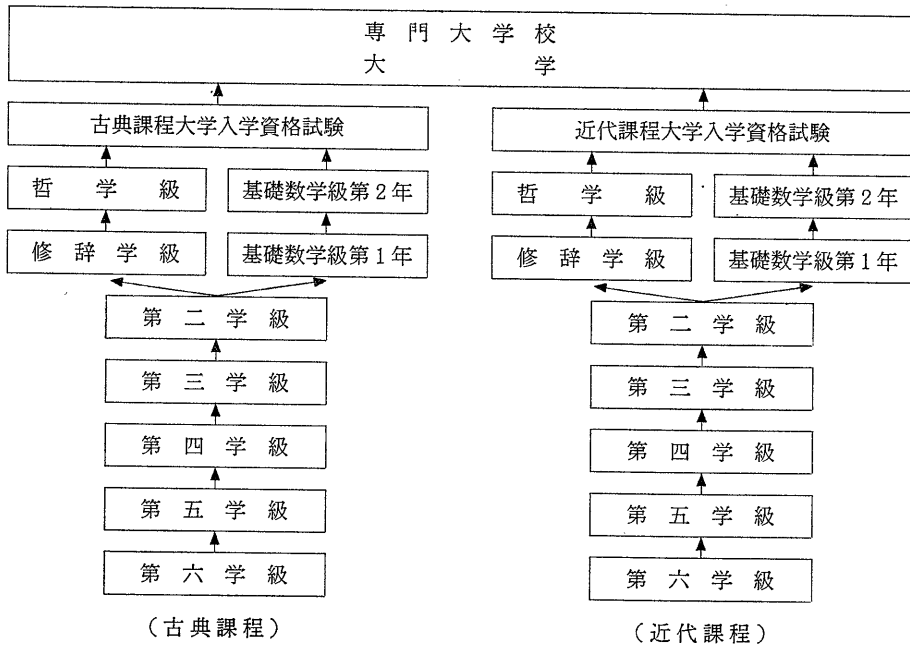 専門大学校
大学
古典課程大学入学資格試験
近代課程大学入学資格試験
哲学級
基礎数学級第2年
哲学級
基礎数学級第2年
修辞学級
基礎数学級第1年
修辞学級
基礎数学級第1年
第二学級
第二学級
第三学級
第三学級
第四学級
第四学級
第五学級
第五学級
第六学級
第六学級
(古典課程)
(近代課程)